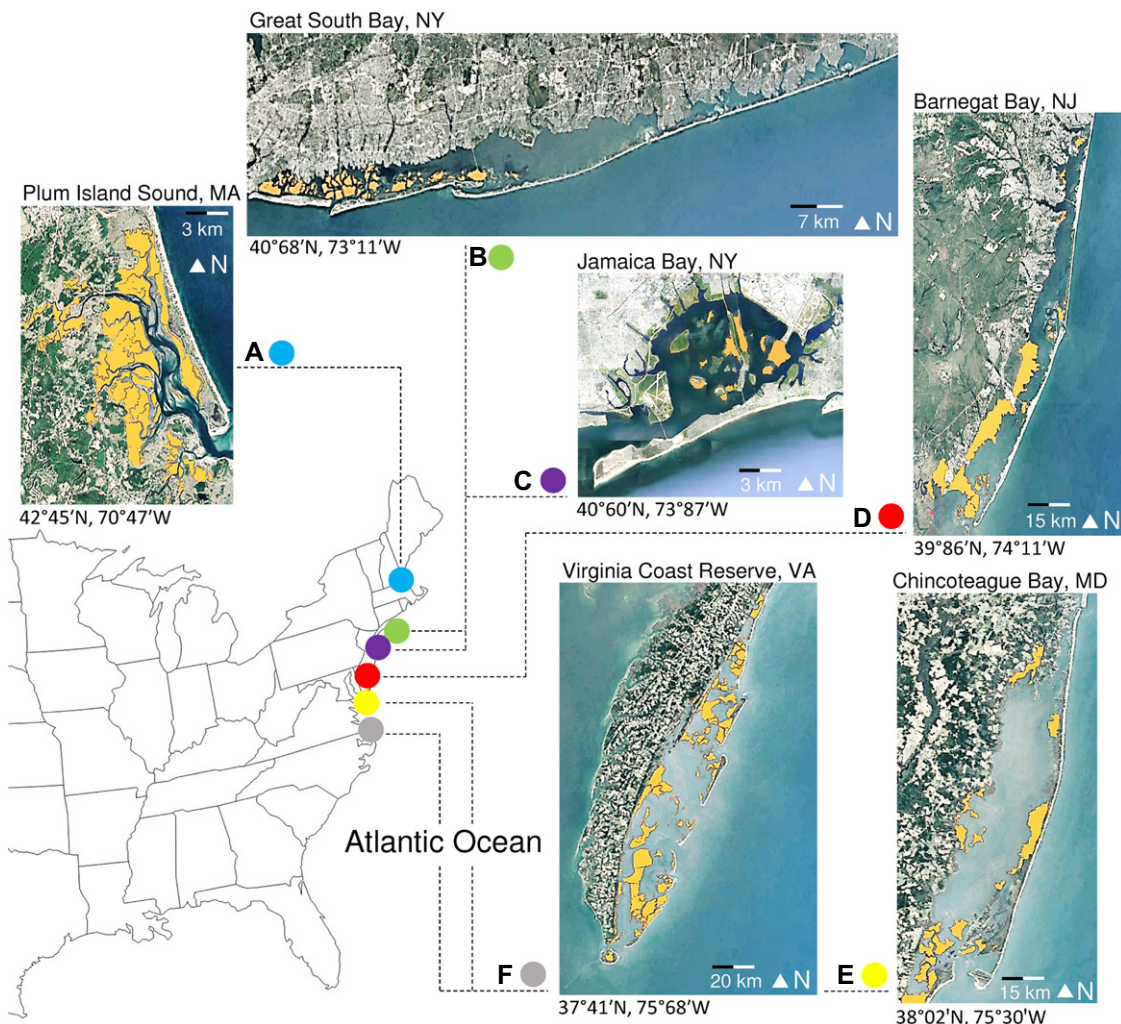 Great South Bay, NY
7 km
N
40°68′N, 73°11′W
B
Barnegat Bay, NJ
15 km
N
39°86′N, 74°11′W
D
Plum Island Sound, MA
3 km
N
42°45′N, 70°47′W
A
Jamaica Bay, NY
3 km
N
40°60′N, 73°87′W
C
Virginia Coast Reserve, VA
20 km
N
37°41′N, 75°68′W
F
Chincoteague Bay, MD
15 km
N
38°02′N, 75°30′W
E
Atlantic Ocean